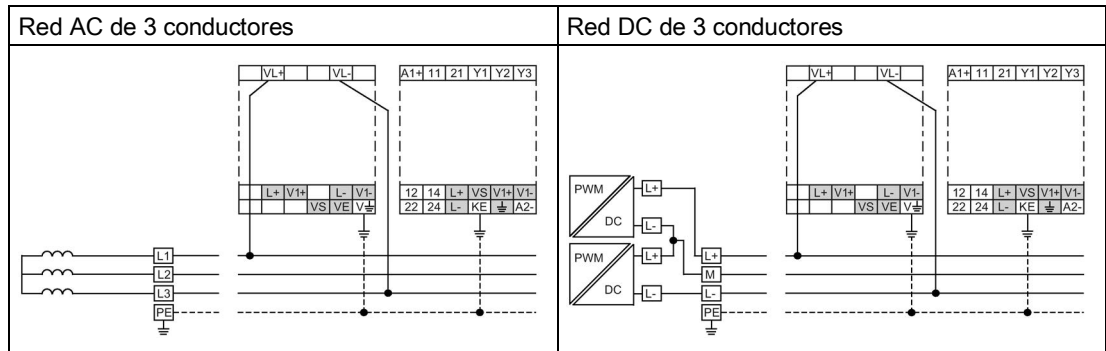 Red AC de 3 conductores
Red DC de 3 conductores
VL+ VL-
A1+ 11 21 Y1 Y2 Y3
L+ V1+ L- V1-
VS VE V⏚
12 14 L+ VS V1+ V1-
22 24 L- KE ⏚ A2-
L1
L2
L3
PE
VL+ VL-
A1+ 11 21 Y1 Y2 Y3
PWM
DC
L+
L-
PWM
DC
L+
L-
L+ V1+ L- V1-
VS VE V⏚
12 14 L+ VS V1+ V1-
22 24 L- KE ⏚ A2-
L+
M
L-
PE